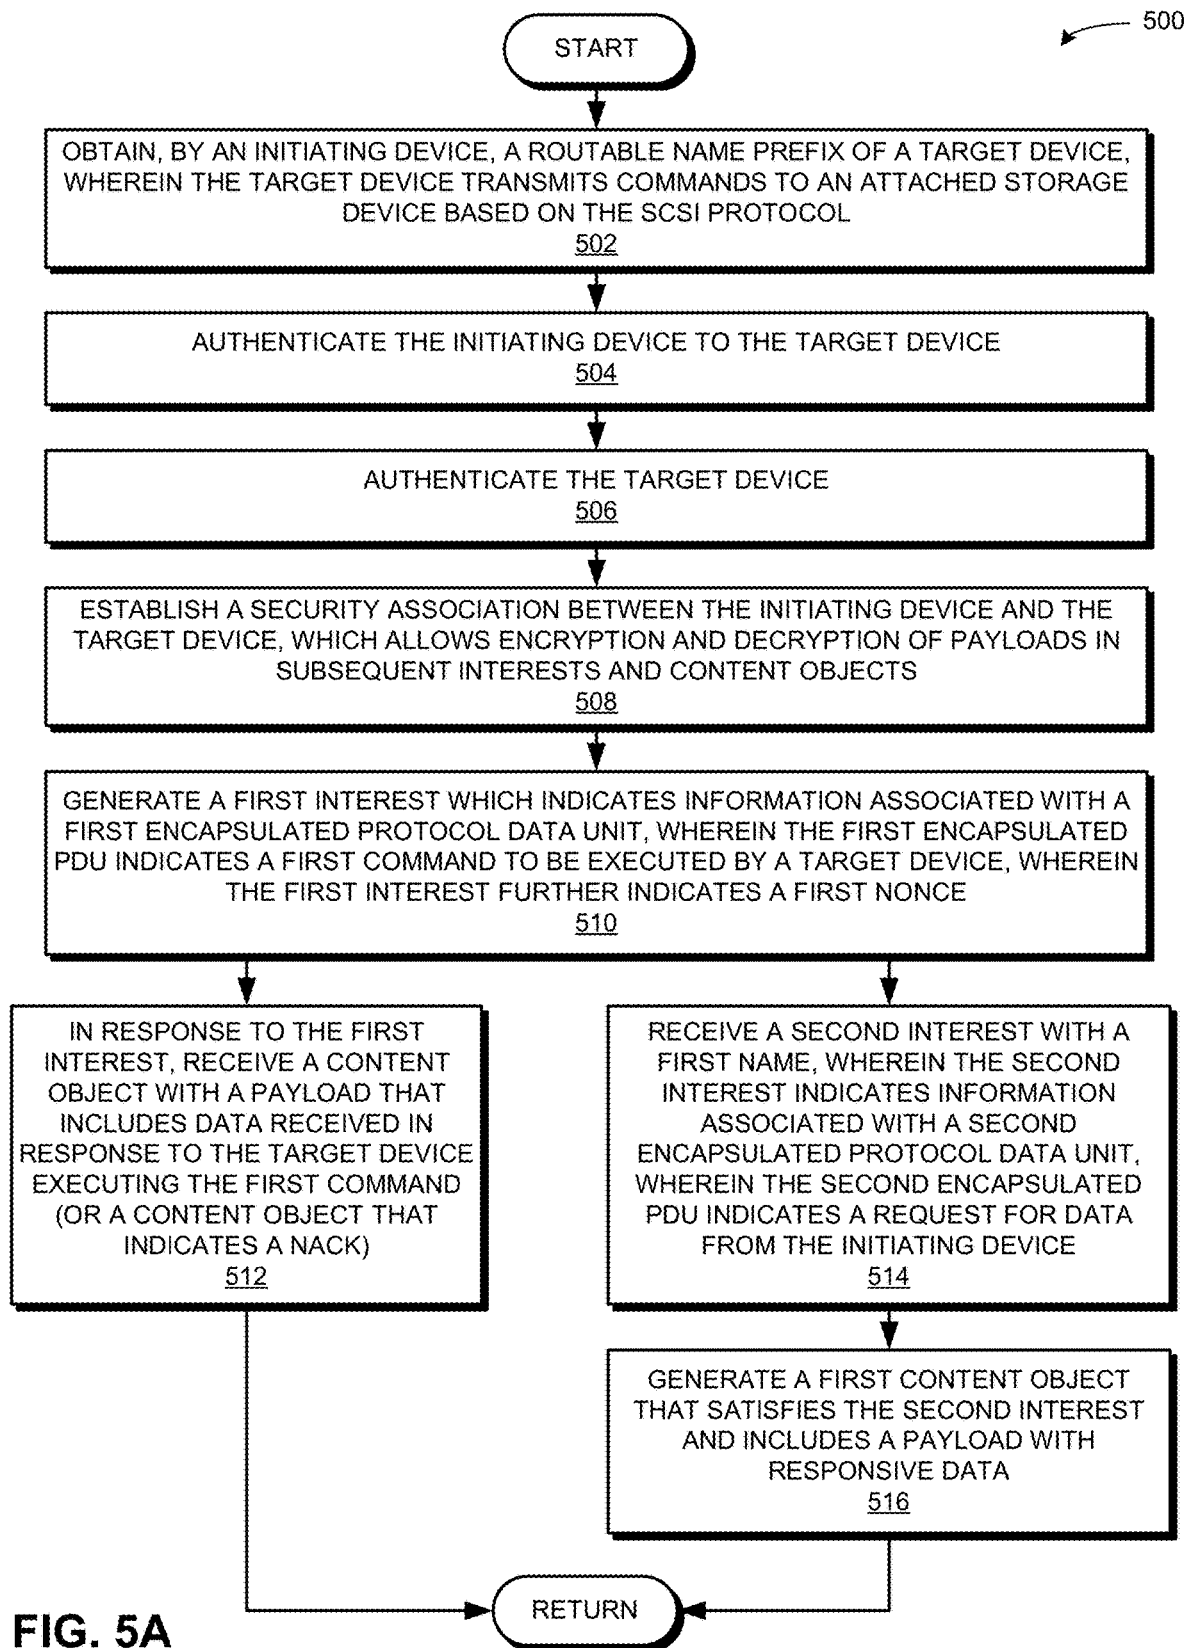 500
START
OBTAIN, BY AN INITIATING DEVICE, A ROUTABLE NAME PREFIX OF A TARGET DEVICE,
WHEREIN THE TARGET DEVICE TRANSMITS COMMANDS TO AN ATTACHED STORAGE
DEVICE BASED ON THE SCSI PROTOCOL
502
AUTHENTICATE THE INITIATING DEVICE TO THE TARGET DEVICE
504
AUTHENTICATE THE TARGET DEVICE
506
ESTABLISH A SECURITY ASSOCIATION BETWEEN THE INITIATING DEVICE AND THE
TARGET DEVICE, WHICH ALLOWS ENCRYPTION AND DECRYPTION OF PAYLOADS IN
SUBSEQUENT INTERESTS AND CONTENT OBJECTS
508
GENERATE A FIRST INTEREST WHICH INDICATES INFORMATION ASSOCIATED WITH A
FIRST ENCAPSULATED PROTOCOL DATA UNIT, WHEREIN THE FIRST ENCAPSULATED
PDU INDICATES A FIRST COMMAND TO BE EXECUTED BY A TARGET DEVICE, WHEREIN
THE FIRST INTEREST FURTHER INDICATES A FIRST NONCE
510
IN RESPONSE TO THE FIRST
INTEREST, RECEIVE A CONTENT
OBJECT WITH A PAYLOAD THAT
INCLUDES DATA RECEIVED IN
RESPONSE TO THE TARGET DEVICE
EXECUTING THE FIRST COMMAND
(OR A CONTENT OBJECT THAT
INDICATES A NACK)
512
RECEIVE A SECOND INTEREST WITH A
FIRST NAME, WHEREIN THE SECOND
INTEREST INDICATES INFORMATION
ASSOCIATED WITH A SECOND
ENCAPSULATED PROTOCOL DATA UNIT,
WHEREIN THE SECOND ENCAPSULATED
PDU INDICATES A REQUEST FOR DATA
FROM THE INITIATING DEVICE
514
GENERATE A FIRST CONTENT OBJECT
THAT SATISFIES THE SECOND INTEREST
AND INCLUDES A PAYLOAD WITH
RESPONSIVE DATA
516
RETURN
FIG. 5A